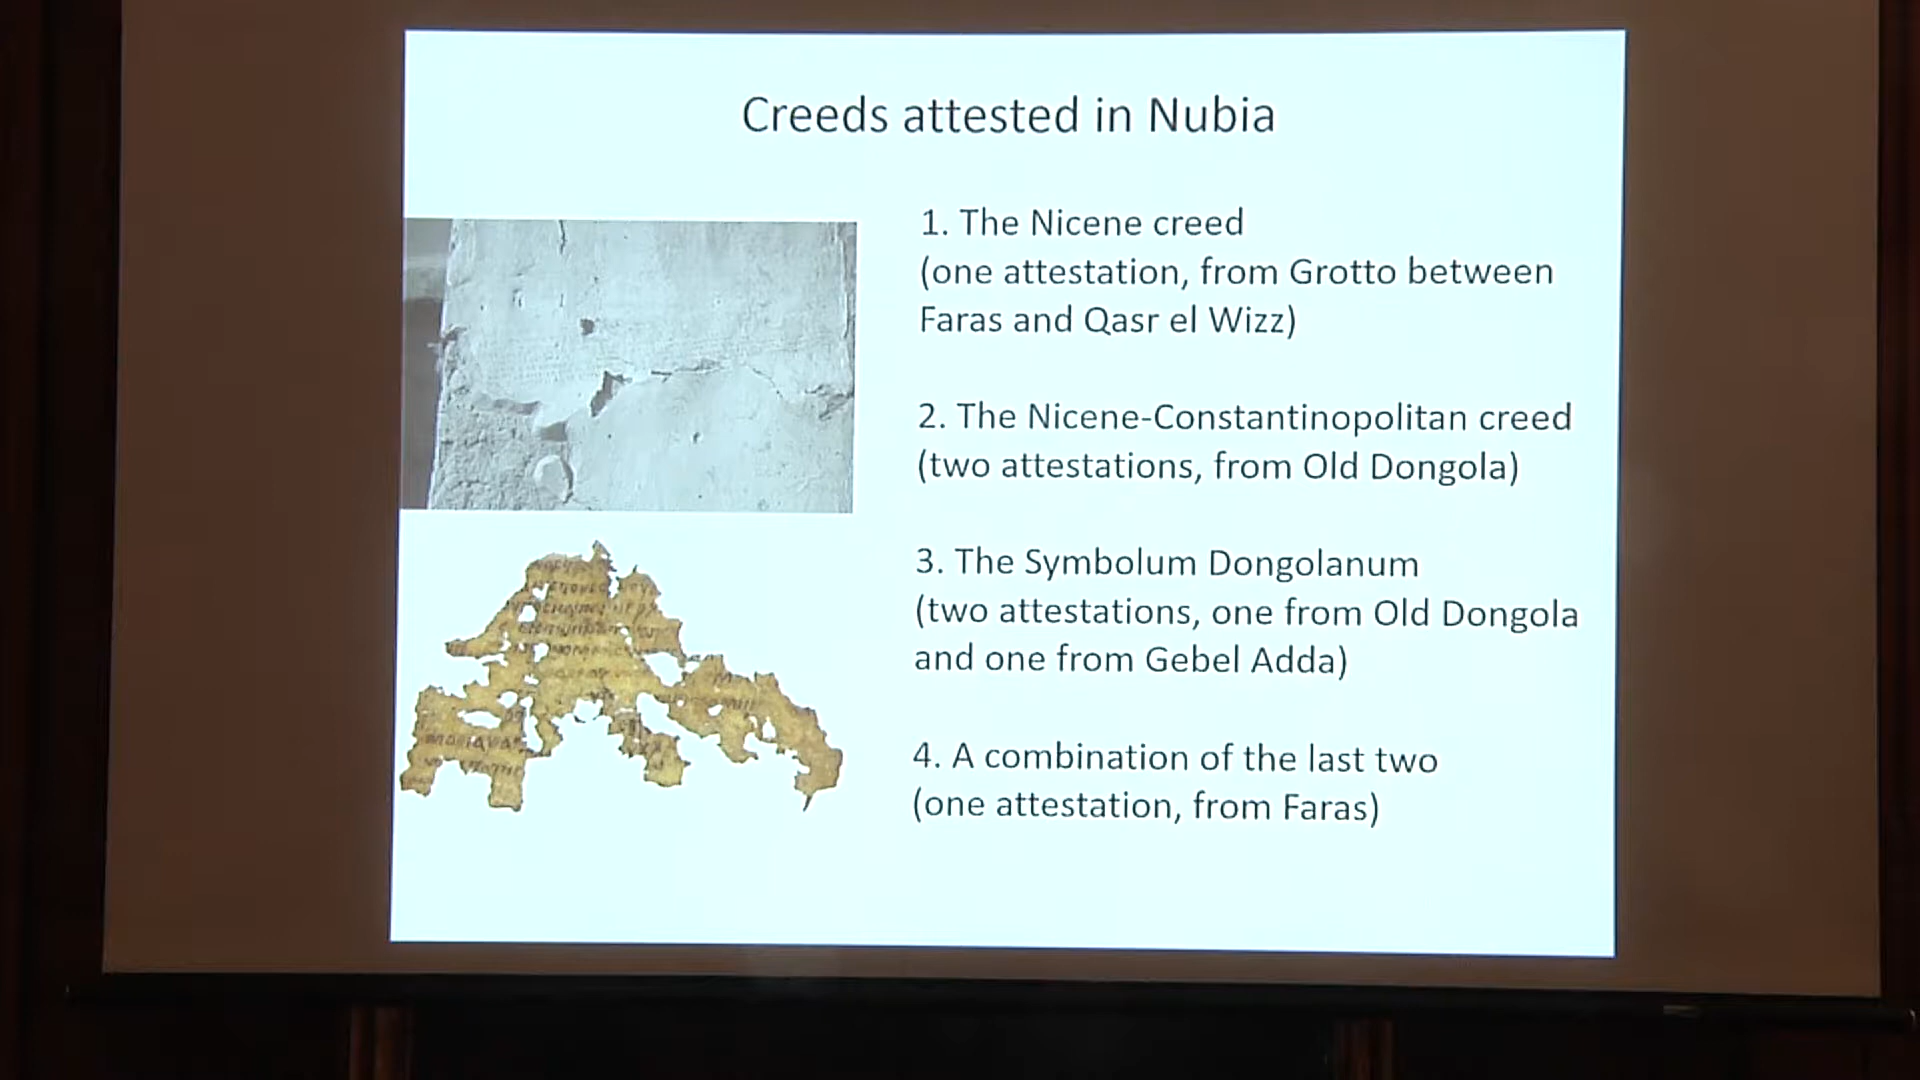 Creeds attested in Nubia
1. The Nicene creed
(one attestation, from Grotto between
Faras and Qasr el Wizz)
2. The Nicene-Constantinopolitan creed
(two attestations, from Old Dongola)
3. The Symbolum Dongolanum
(two attestations, one from Old Dongola
and one from Gebel Adda)
4. A combination of the last two
(one attestation, from Faras)